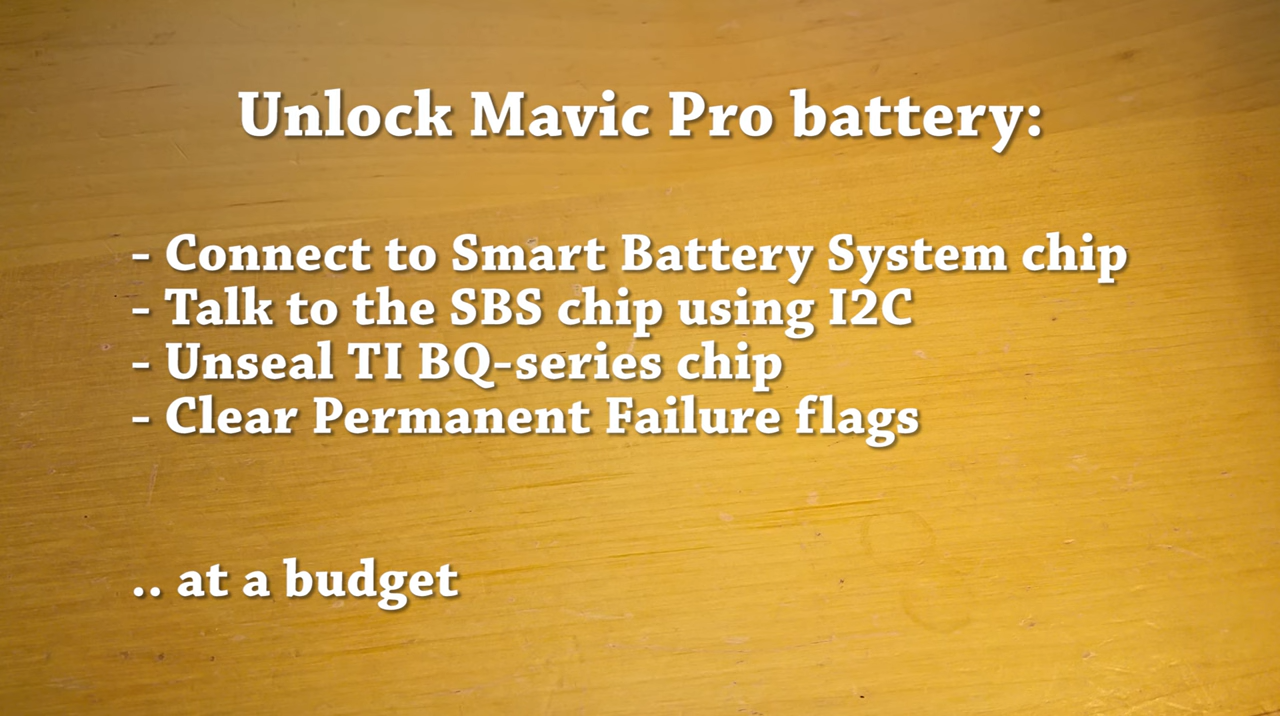 Unlock Mavic Pro battery:
- Connect to Smart Battery System chip
- Talk to the SBS chip using I2C
- Unseal TI BQ-series chip
- Clear Permanent Failure flags
.. at a budget